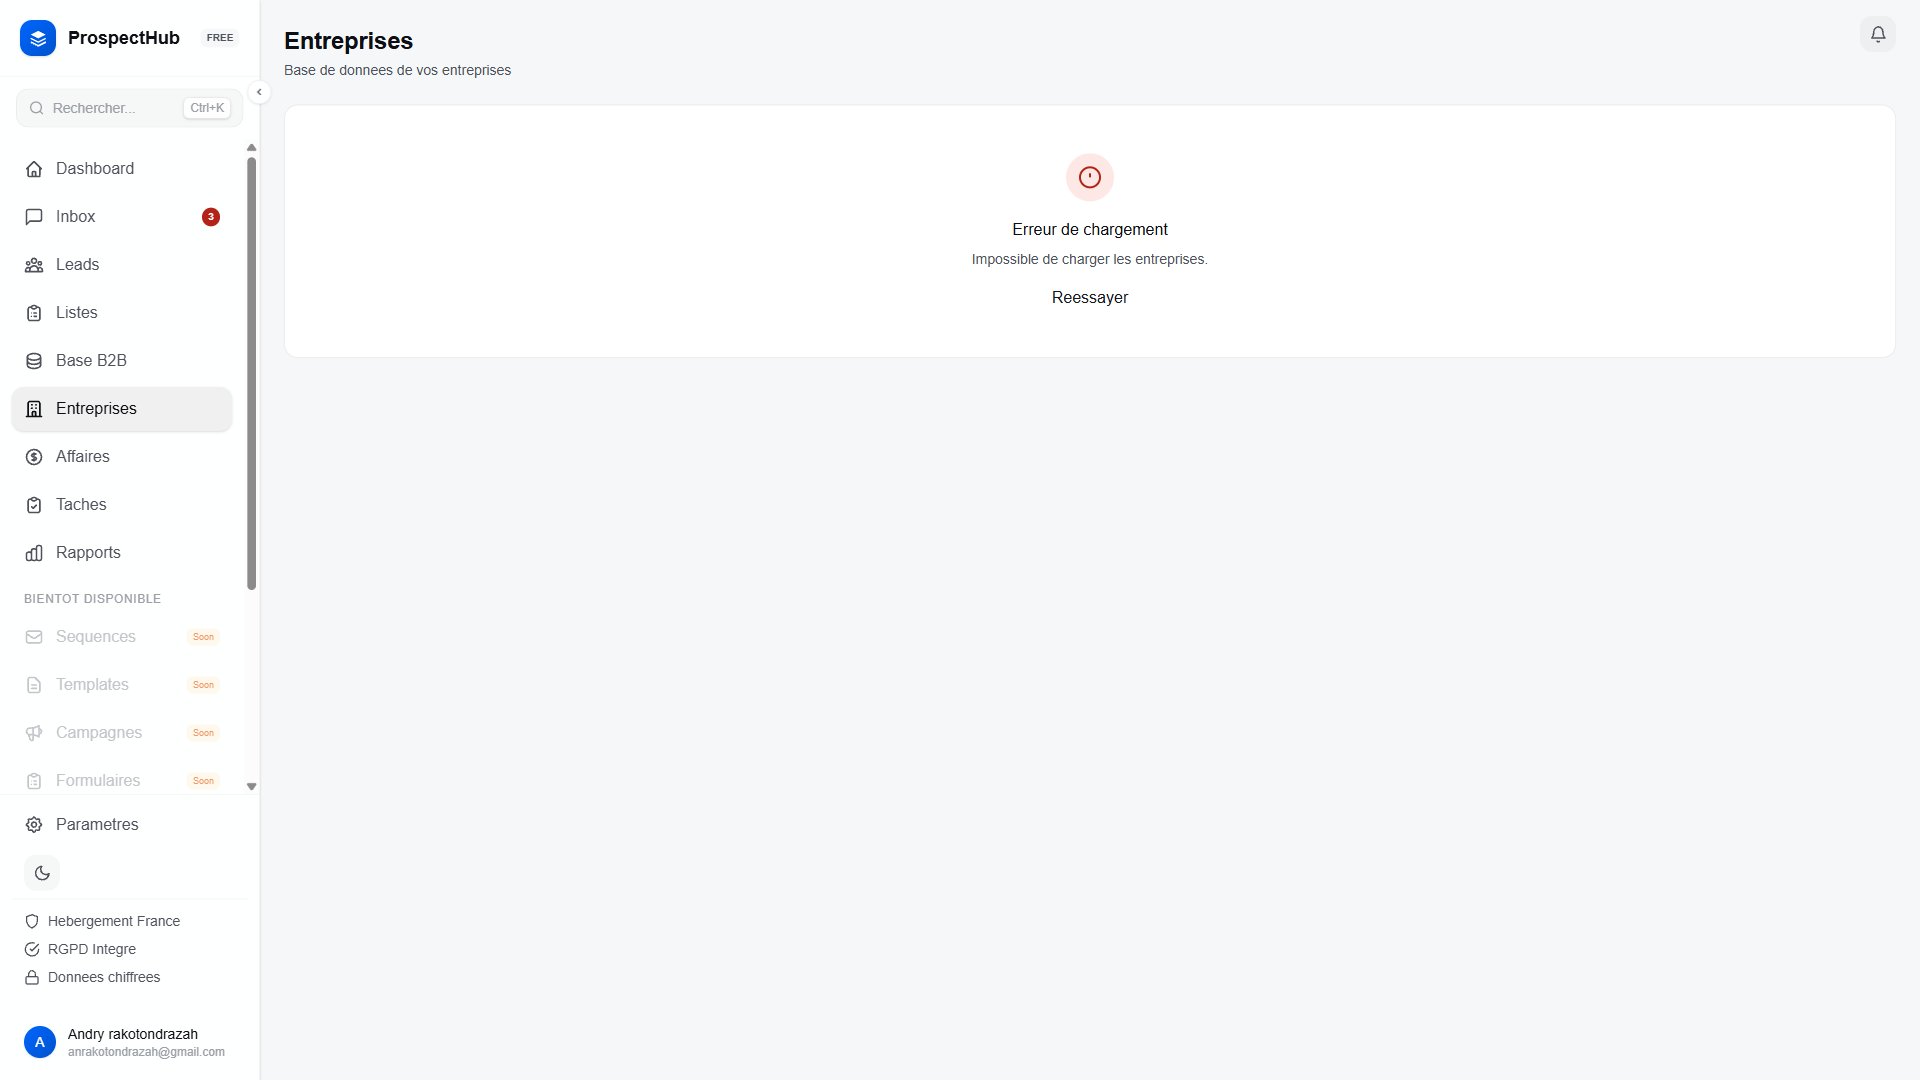 ProspectHub FREE
Rechercher... Ctrl+K
Dashboard
Inbox 3
Leads
Listes
Base B2B
Entreprises
Affaires
Taches
Rapports
BIENTOT DISPONIBLE
Sequences Soon
Templates Soon
Campagnes Soon
Formulaires Soon
Parametres
Hebergement France
RGPD Integre
Donnees chiffrees
A
Andry rakotondrazah
anrakotondrazah@gmail.com
Entreprises
Base de donnees de vos entreprises
Erreur de chargement
Impossible de charger les entreprises.
Reessayer